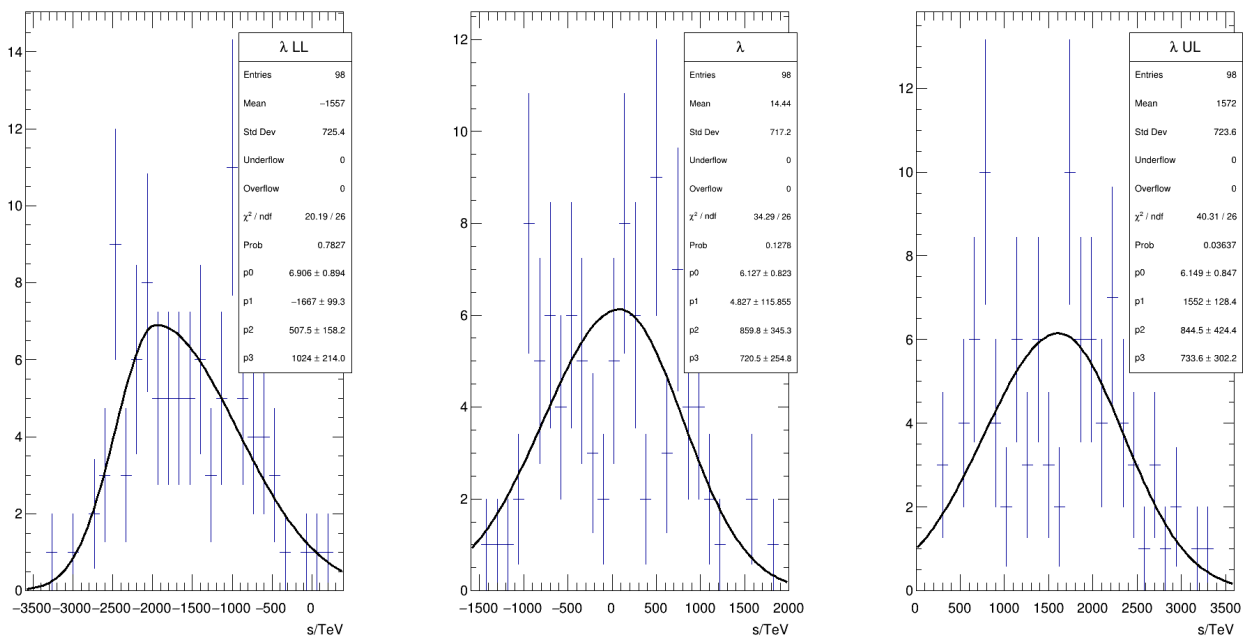 λ LL
Entries 98
Mean −1557
Std Dev 725.4
Underflow 0
Overflow 0
χ² / ndf 20.19 / 26
Prob 0.7827
p0 6.906 ± 0.894
p1 −1667 ± 99.3
p2 507.5 ± 158.2
p3 1024 ± 214.0
14
12
10
8
6
4
2
0
−3500 −3000 −2500 −2000 −1500 −1000 −500 0
s/TeV
λ
Entries 98
Mean 14.44
Std Dev 717.2
Underflow 0
Overflow 0
χ² / ndf 34.29 / 26
Prob 0.1278
p0 6.127 ± 0.823
p1 4.827 ± 115.855
p2 859.8 ± 345.3
p3 720.5 ± 254.8
12
10
8
6
4
2
0
−1500 −1000 −500 0 500 1000 1500 2000
s/TeV
λ UL
Entries 98
Mean 1572
Std Dev 723.6
Underflow 0
Overflow 0
χ² / ndf 40.31 / 26
Prob 0.03637
p0 6.149 ± 0.847
p1 1552 ± 128.4
p2 844.5 ± 424.4
p3 733.6 ± 302.2
12
10
8
6
4
2
0
0 500 1000 1500 2000 2500 3000 3500
s/TeV